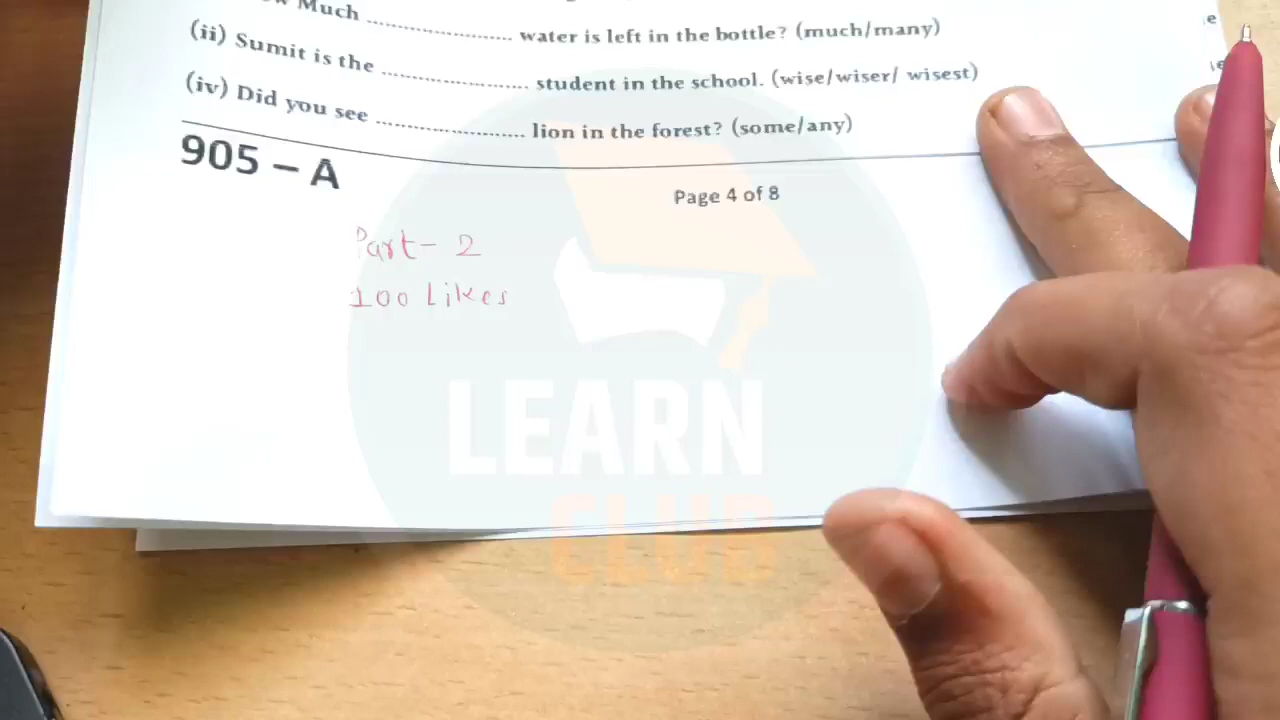 Much ........................ water is left in the bottle? (much/many)
(ii) Sumit is the ........................ student in the school. (wise/wiser/ wisest)
(iv) Did you see ........................ lion in the forest? (some/any)
905 – A
Page 4 of 8
Part - 2
100 Likes
LEARN
CLUB